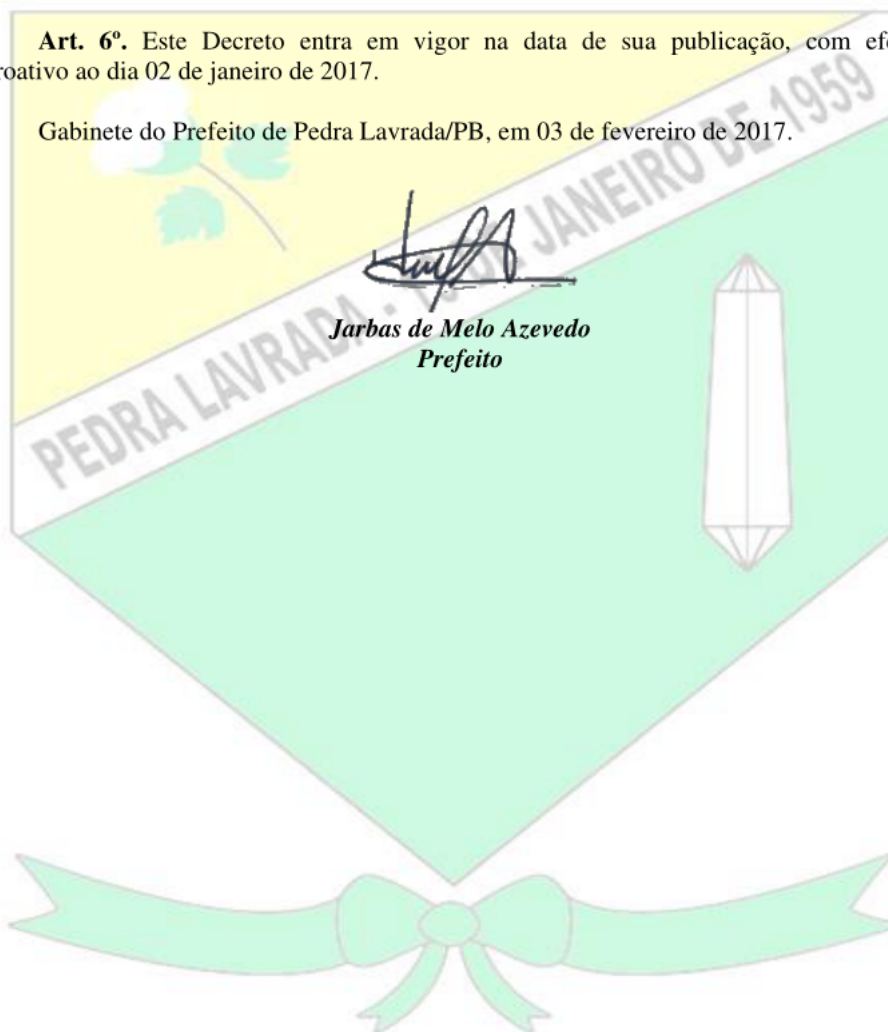 Art. 6º. Este Decreto entra em vigor na data de sua publicação, com efe
roativo ao dia 02 de janeiro de 2017.
Gabinete do Prefeito de Pedra Lavrada/PB, em 03 de fevereiro de 2017.
Jarbas de Melo Azevedo
Prefeito
PEDRA LAVRADA - DE JANEIRO DE 1959